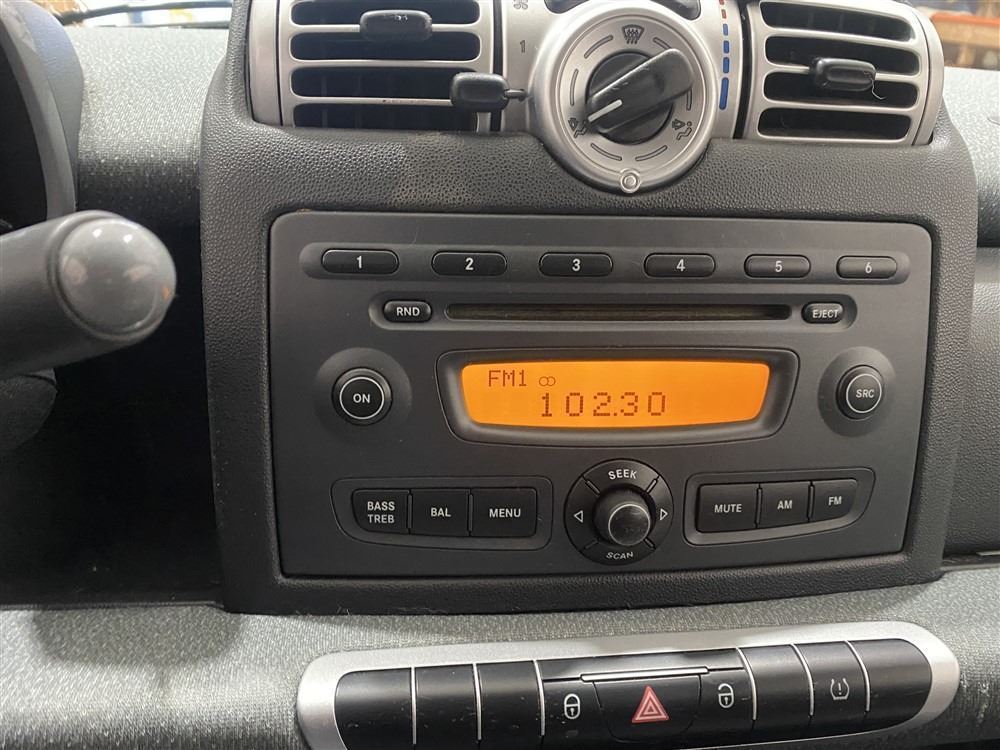 1
1 2 3 4 5 6
RND
EJECT
FM1
102.30
ON
SRC
SEEK
BASS
TREB
BAL
MENU
MUTE
AM
FM
SCAN